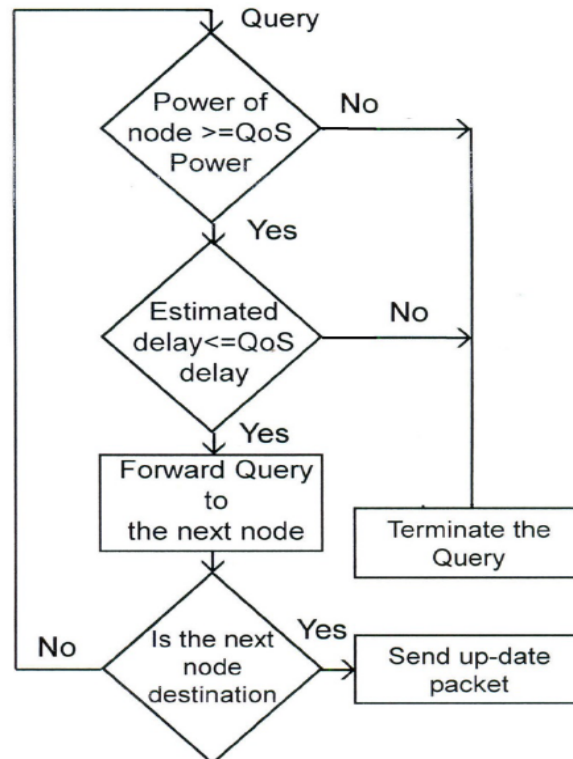 Query
Power of
node >=QoS
Power
No
Yes
Estimated
delay<=QoS
delay
No
Yes
Forward Query
to
the next node
Terminate the
Query
Is the next
node
destination
No
Yes
Send up-date
packet